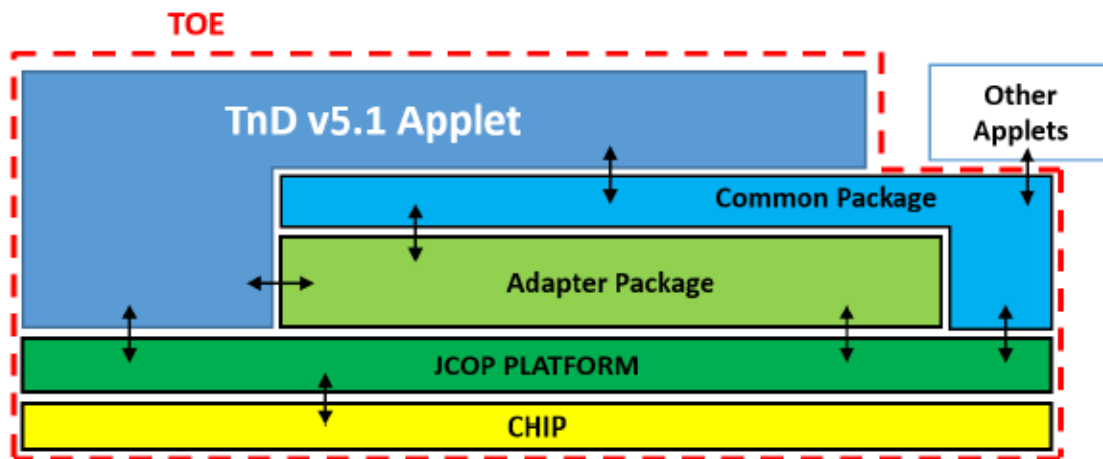 TOE
TnD v5.1 Applet
Other
Applets
Common Package
Adapter Package
JCOP PLATFORM
CHIP